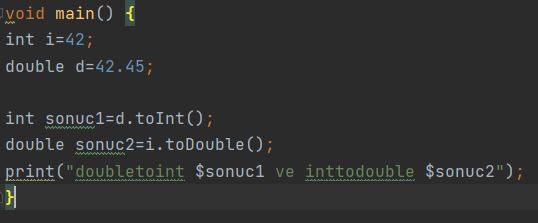 void main() {
int i=42;
double d=42.45;
int sonuc1=d.toInt();
double sonuc2=i.toDouble();
print("doubletoint $sonuc1 ve inttodouble $sonuc2");
}